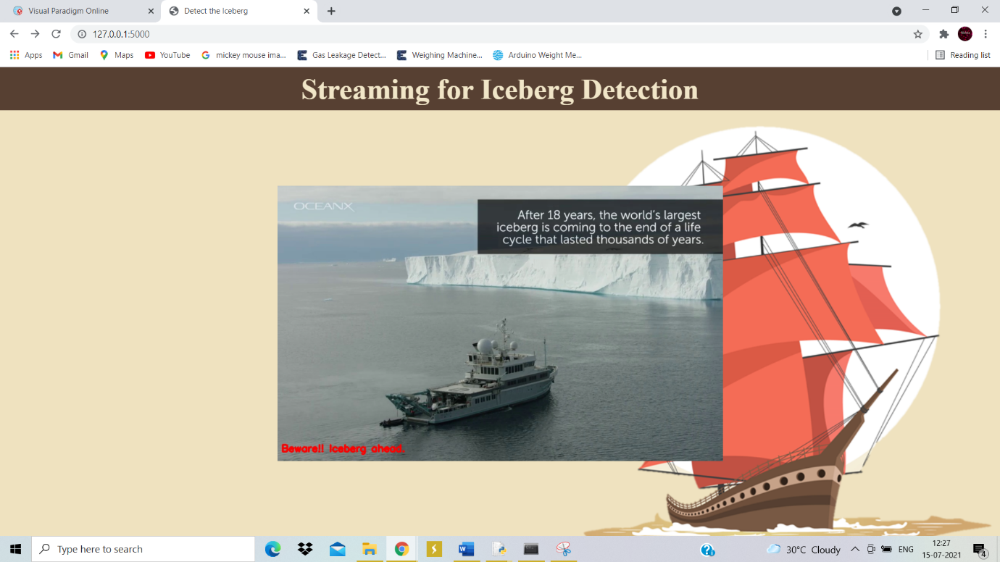 Visual Paradigm Online
Detect the Iceberg
127.0.0.1:5000
Apps
Gmail
Maps
YouTube
mickey mouse ima...
Gas Leakage Detect...
Weighing Machine...
Arduino Weight Me...
Reading list
Streaming for Iceberg Detection
OCEANX
After 18 years, the world's largest
iceberg is coming to the end of a life
cycle that lasted thousands of years.
Beware!! Iceberg ahead.
Type here to search
30°C Cloudy
ENG
12:27
15-07-2021
4